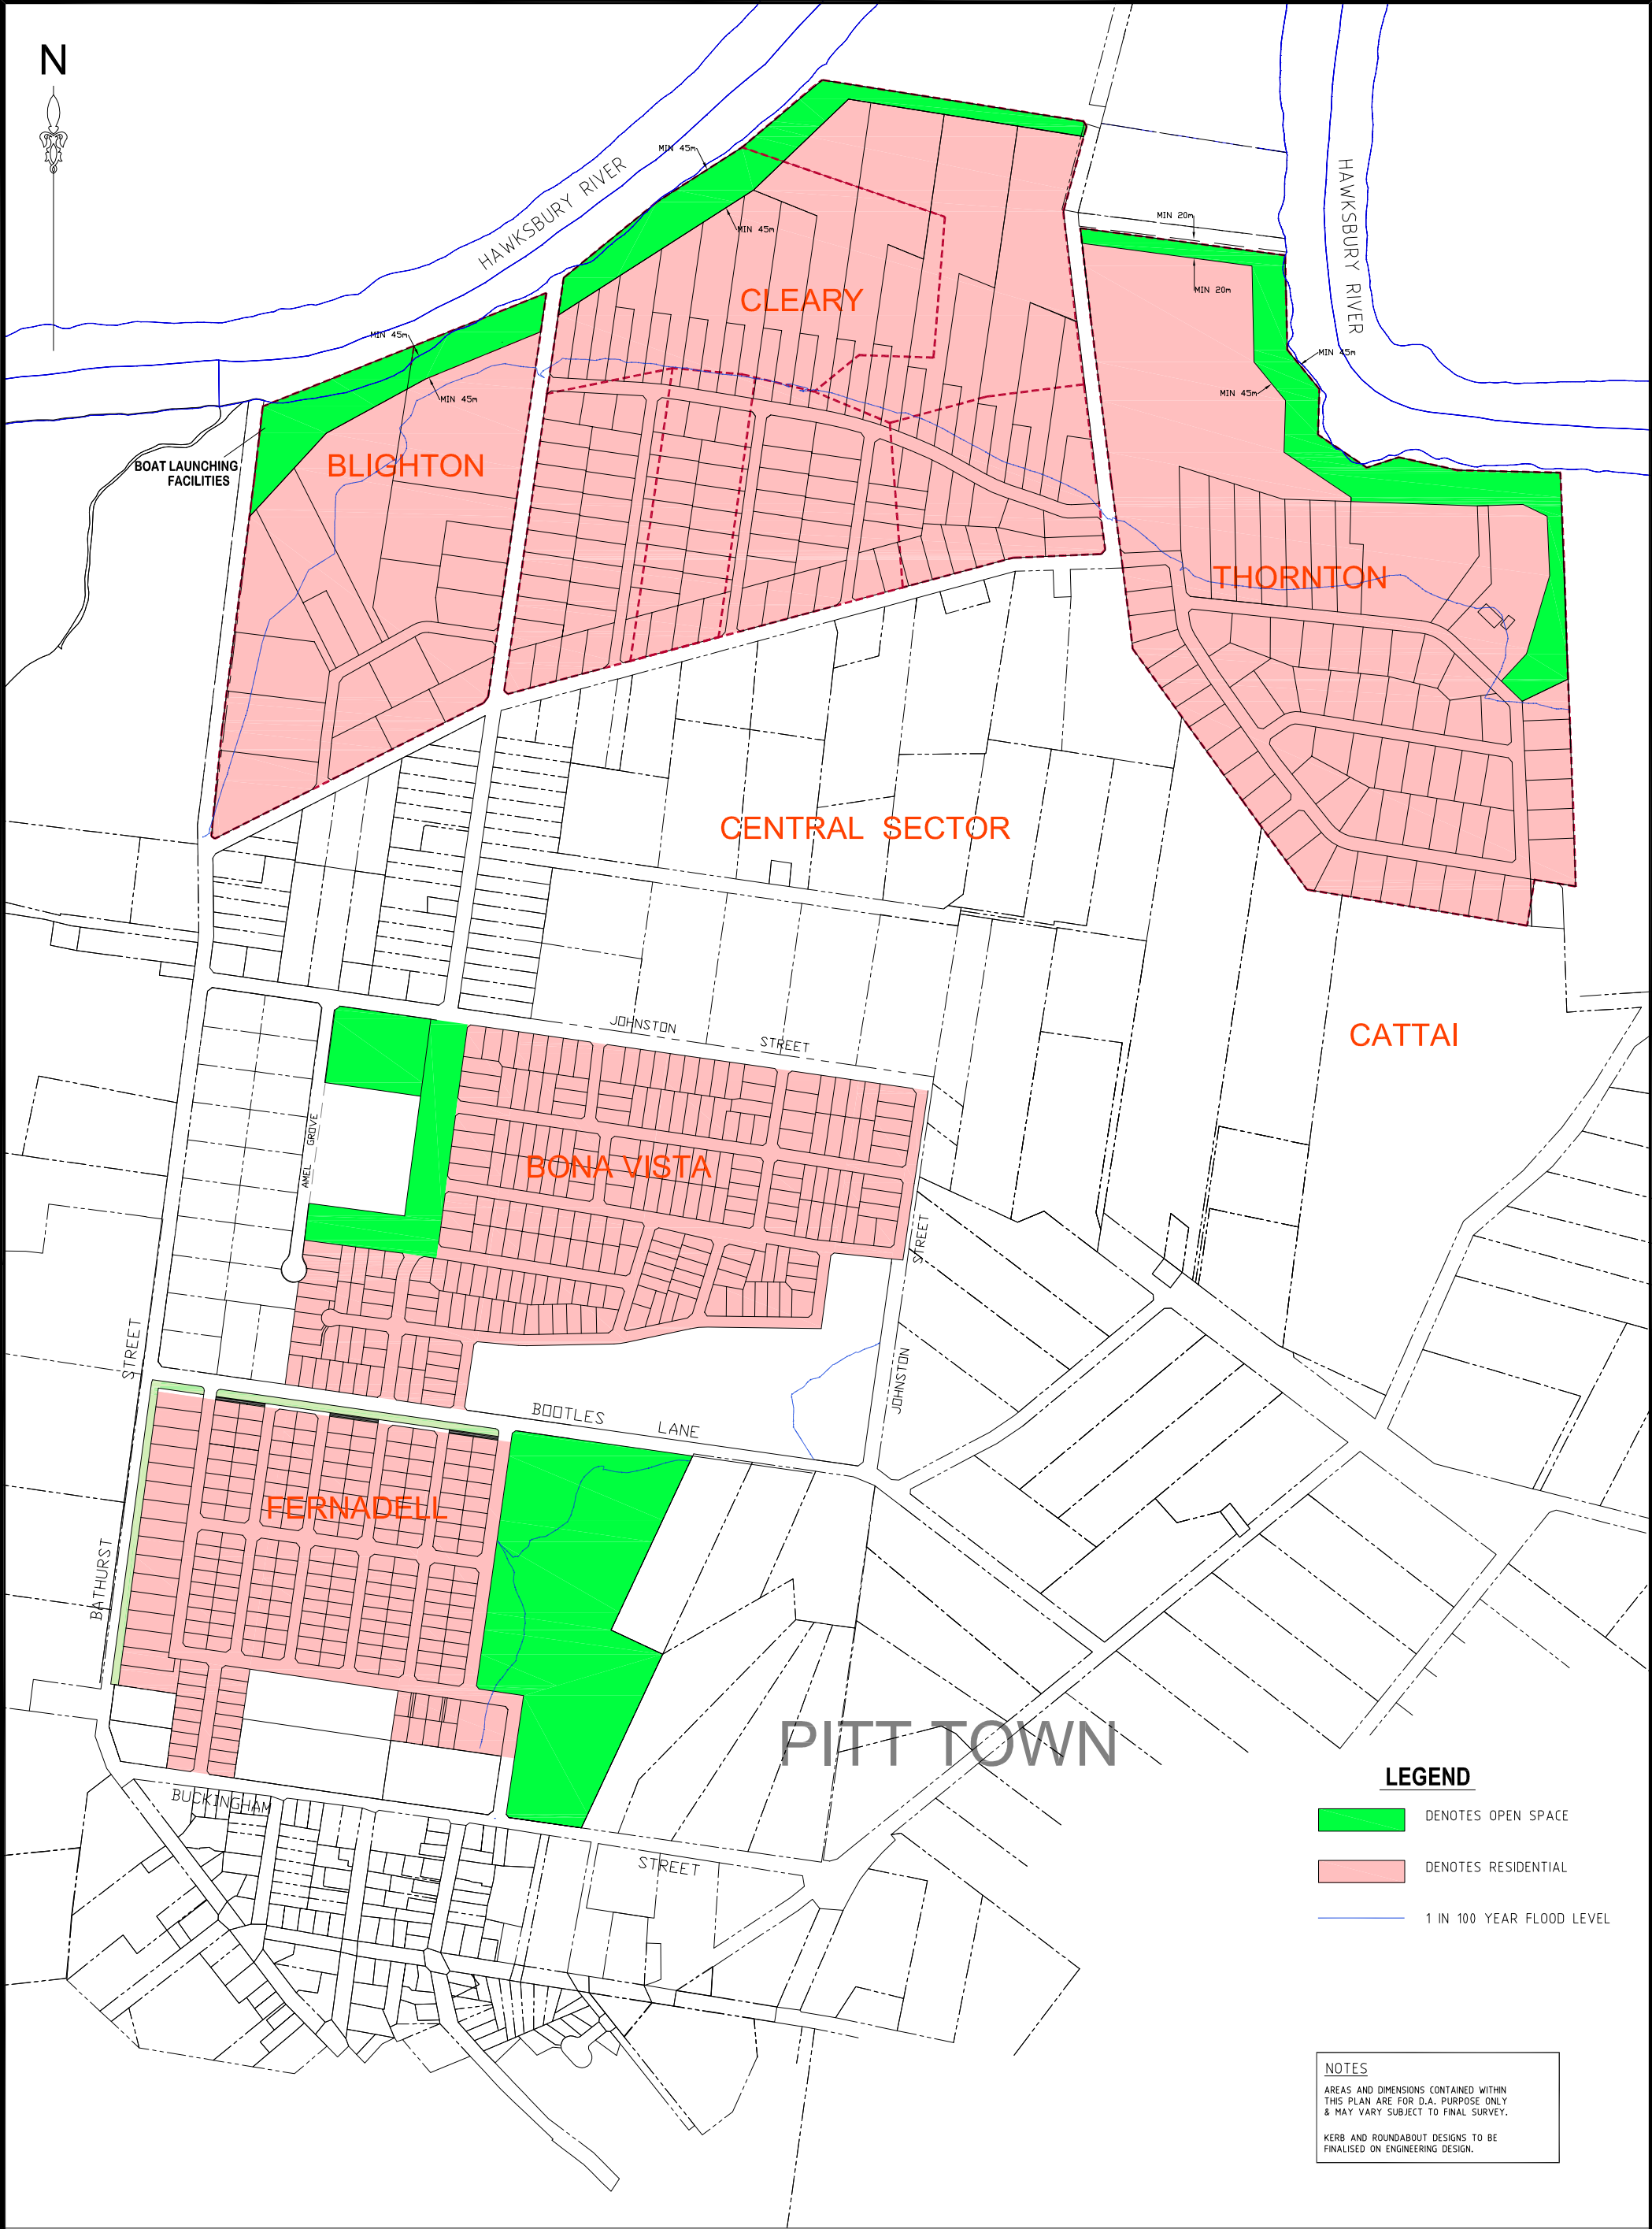 N
HAWKSBURY RIVER
HAWKSBURY RIVER
MIN 45m
MIN 45m
MIN 20m
MIN 20m
CLEARY
MIN 45m
MIN 45m
MIN 45m
MIN 45m
BOAT LAUNCHING
FACILITIES
BLIGHTON
THORNTON
CENTRAL SECTOR
JOHNSTON
STREET
CATTAI
AMEL GROVE
BONA VISTA
STREET
JOHNSTON
STREET
BOOTLES LANE
FERNADELL
BATHURST
PITT TOWN
BUCKINGHAM
STREET
LEGEND
DENOTES OPEN SPACE
DENOTES RESIDENTIAL
1 IN 100 YEAR FLOOD LEVEL
NOTES
AREAS AND DIMENSIONS CONTAINED WITHIN
THIS PLAN ARE FOR D.A. PURPOSE ONLY
& MAY VARY SUBJECT TO FINAL SURVEY.
KERB AND ROUNDABOUT DESIGNS TO BE
FINALISED ON ENGINEERING DESIGN.